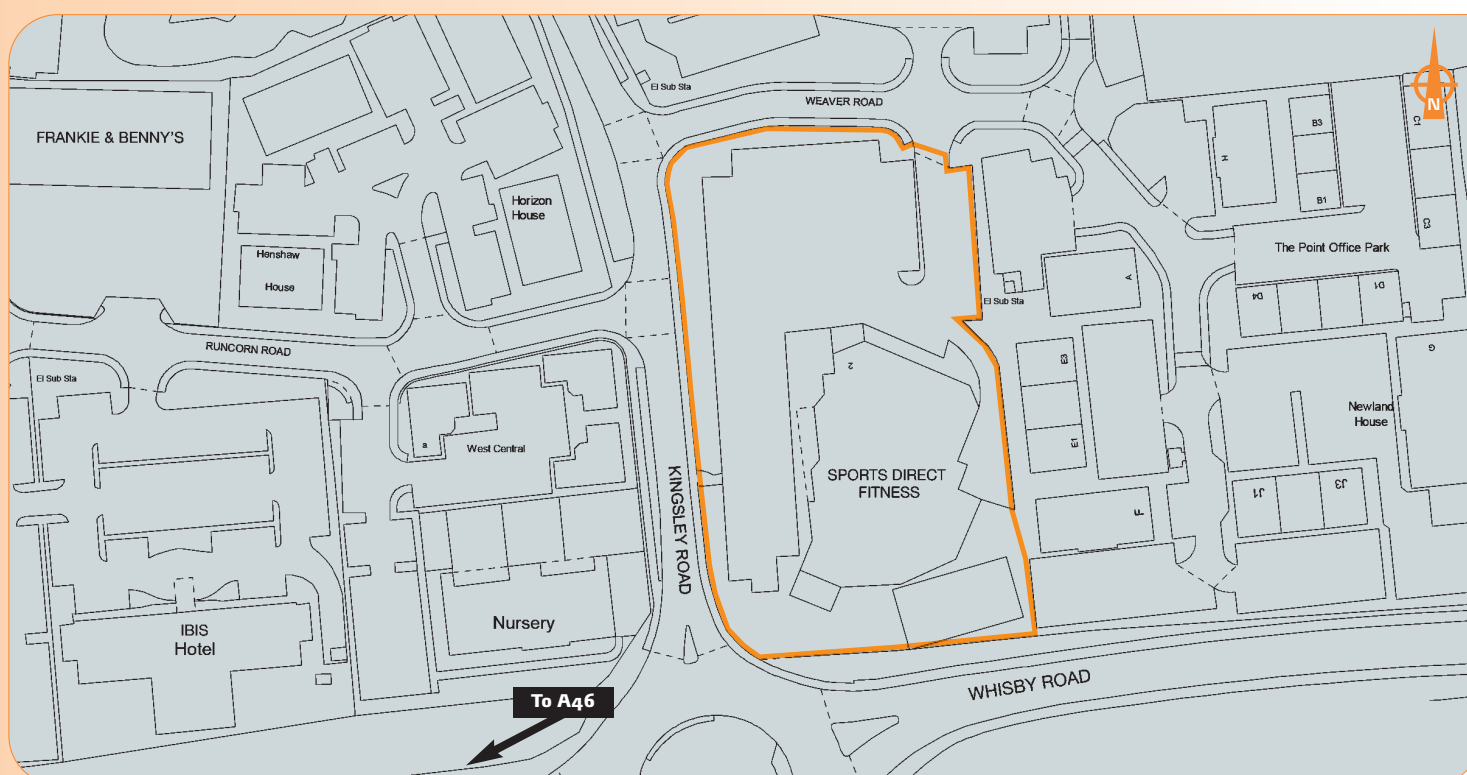 El Sub Sta
WEAVER ROAD
N
FRANKIE & BENNY'S
B3
C1
H
B1
Horizon
House
C3
Henshaw
House
The Point Office Park
A
D4
D1
El Sub Sta
RUNCORN ROAD
El Sub Sta
E3
G
2
Newland
House
a
West Central
E1
KINGSLEY ROAD
SPORTS DIRECT
FITNESS
J1
J3
F
Nursery
IBIS
Hotel
WHISBY ROAD
To A46